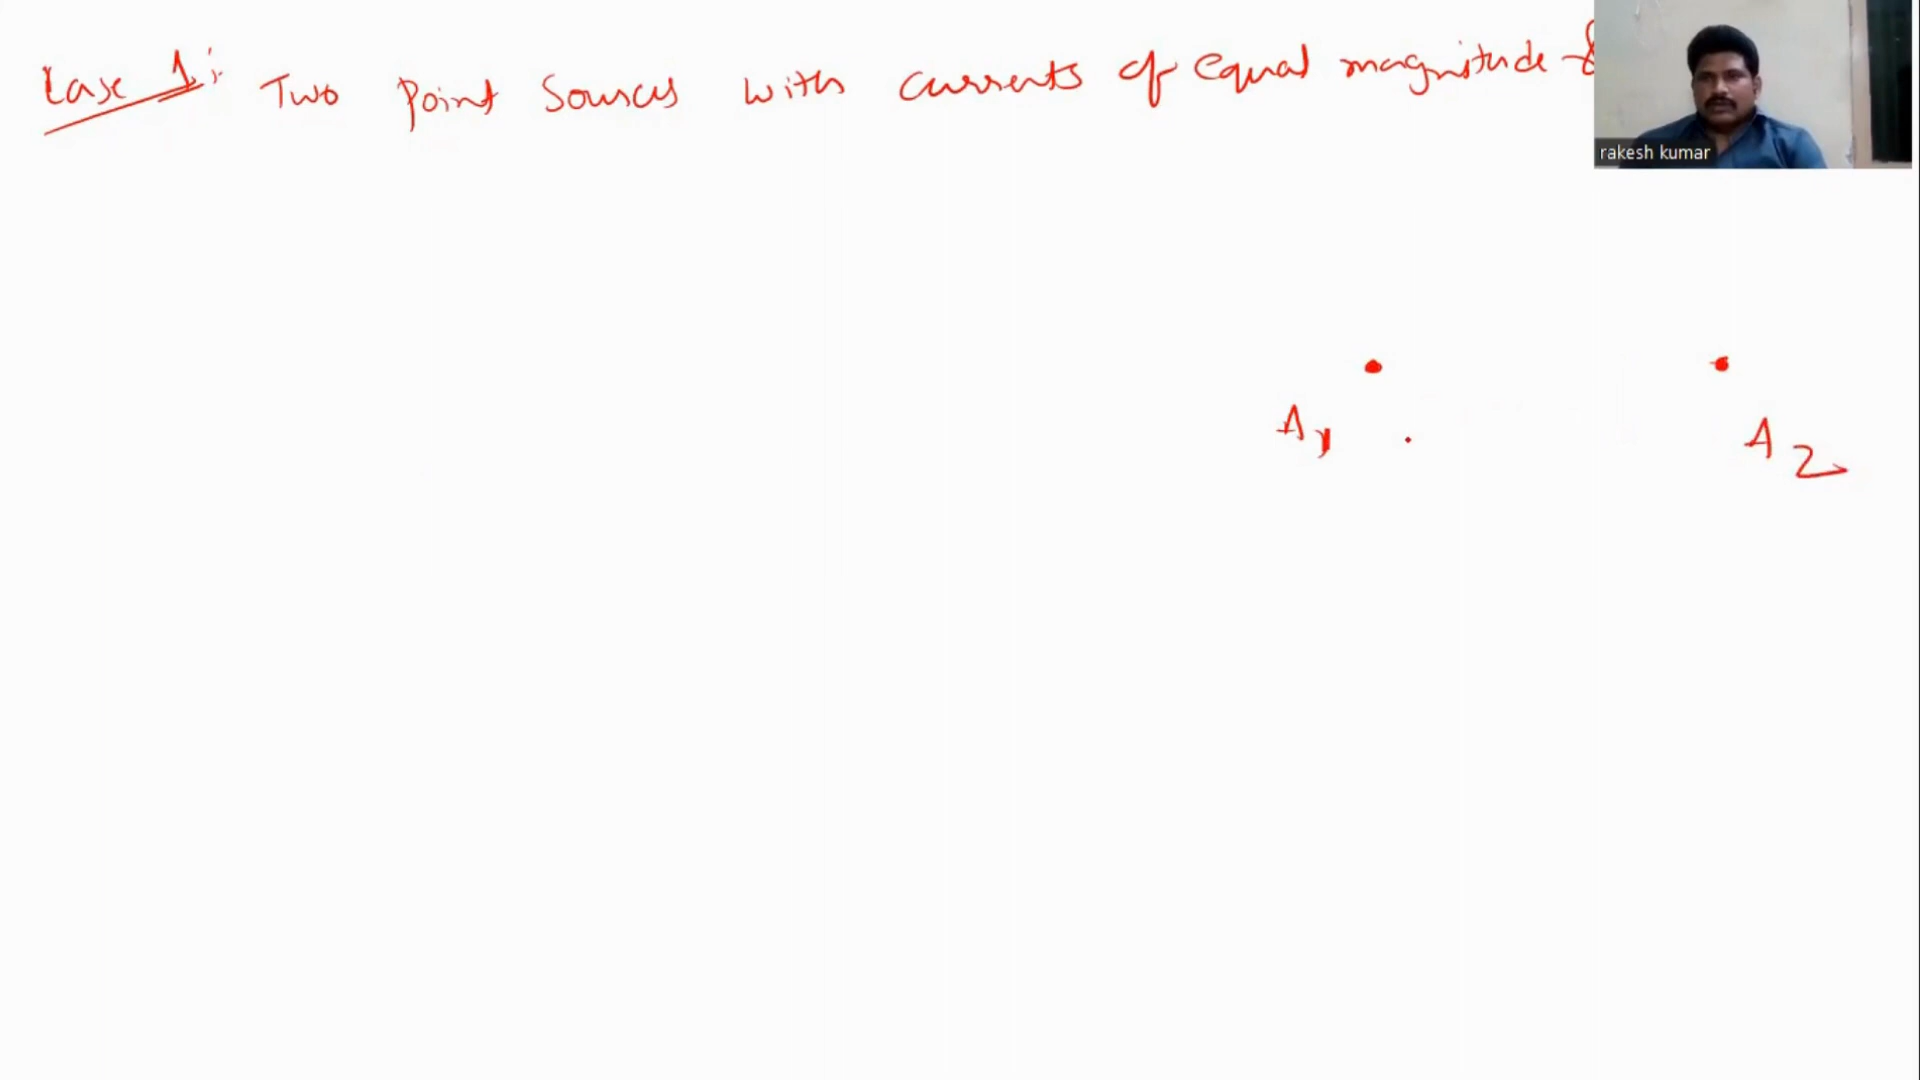 Case 1: Two Point Sources with currents of equal magnitude &
rakesh kumar
A1
A2